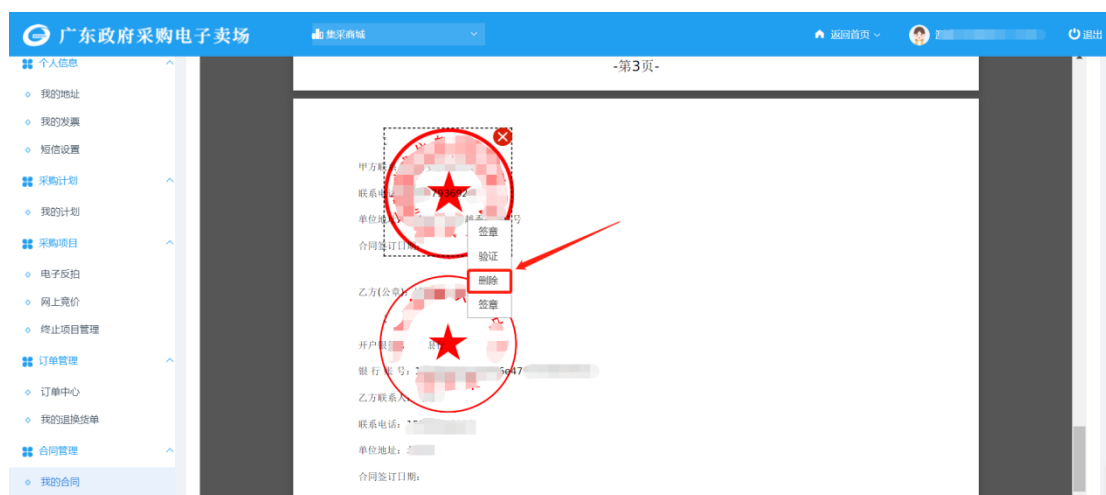 广东政府采购电子卖场
集采商城
返回首页
退出
个人信息
我的地址
我的发票
短信设置
采购计划
我的计划
采购项目
电子反拍
网上竞价
终止项目管理
订单管理
订单中心
我的退换货单
合同管理
我的合同
-第3页-
甲方联
联系电
793692
单位地
号
合同签订日期
签章
验证
删除
签章
乙方(公章)
开户银
银 行 账 号:
6e47
乙方联系人
联系电话:
单位地址:
合同签订日期: